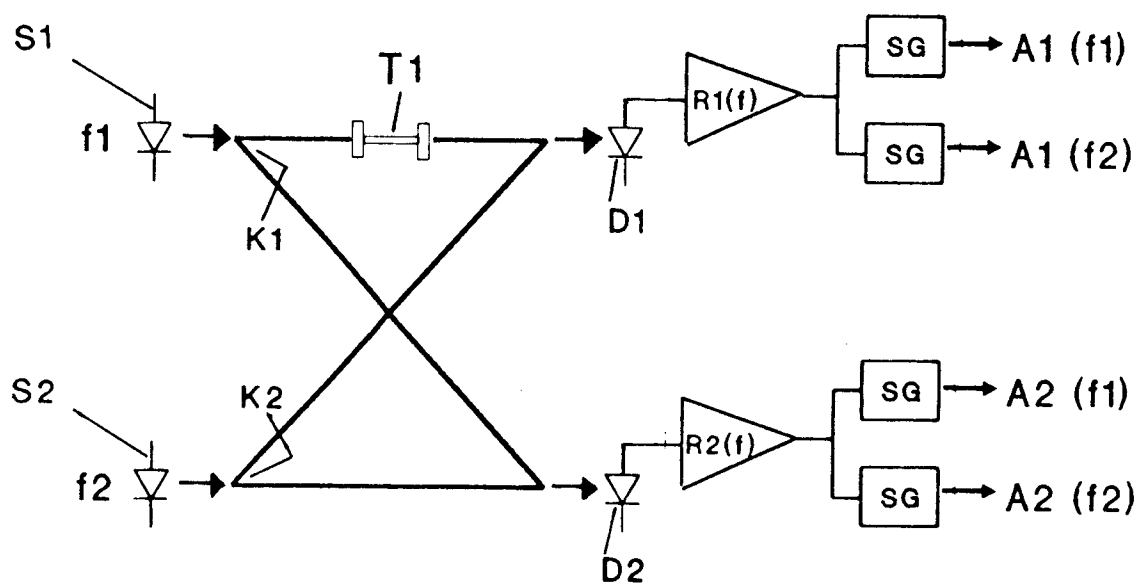 S1
f1
T1
K1
D1
R1(f)
SG
A1 (f1)
SG
A1 (f2)
S2
f2
K2
D2
R2(f)
SG
A2 (f1)
SG
A2 (f2)